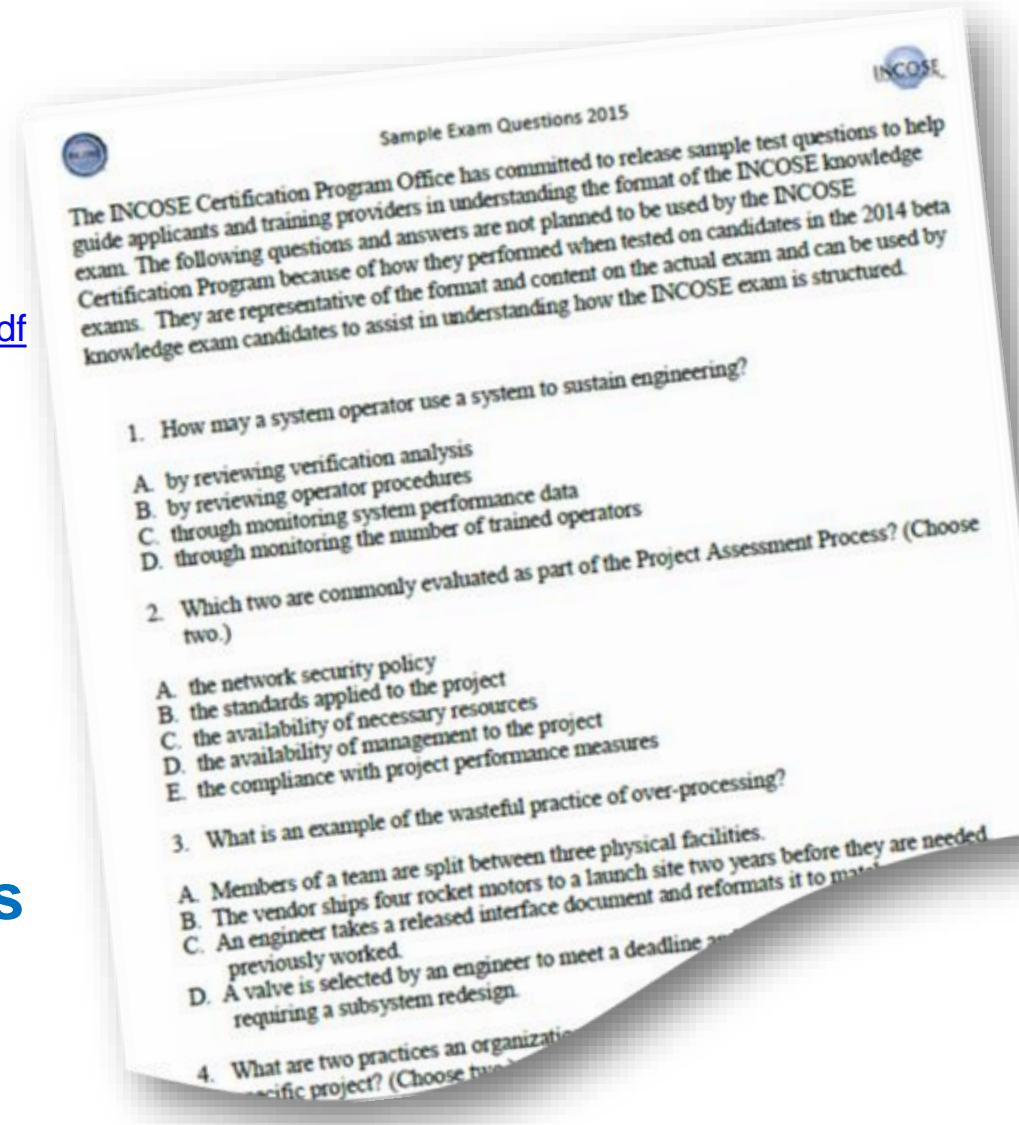 INCOSE
Sample Exam Questions 2015
The INCOSE Certification Program Office has committed to release sample test questions to help
guide applicants and training providers in understanding the format of the INCOSE knowledge
exam. The following questions and answers are not planned to be used by the INCOSE
Certification Program because of how they performed when tested on candidates in the 2014 beta
exams. They are representative of the format and content on the actual exam and can be used by
knowledge exam candidates to assist in understanding how the INCOSE exam is structured.
df
1. How may a system operator use a system to sustain engineering?
A. by reviewing verification analysis
B. by reviewing operator procedures
C. through monitoring system performance data
D. through monitoring the number of trained operators
2. Which two are commonly evaluated as part of the Project Assessment Process? (Choose
two.)
A. the network security policy
B. the standards applied to the project
C. the availability of necessary resources
D. the availability of management to the project
E. the compliance with project performance measures
3. What is an example of the wasteful practice of over-processing?
s
A. Members of a team are split between three physical facilities.
B. The vendor ships four rocket motors to a launch site two years before they are needed
C. An engineer takes a released interface document and reformats it to
previously worked.
D. A valve is selected by an engineer to meet a deadline
requiring a subsystem redesign.
4. What are two practices an
project? (Choose